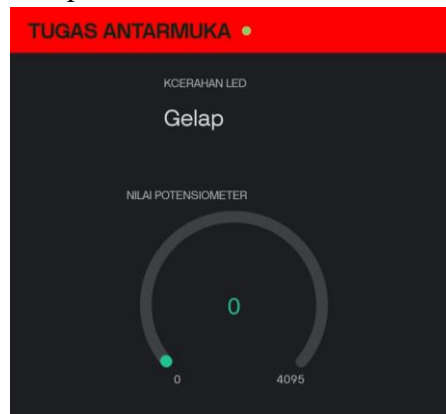 TUGAS ANTARMUKA
KCERAHAN LED
Gelap
NILAI POTENSIOMETER
0
0 4095